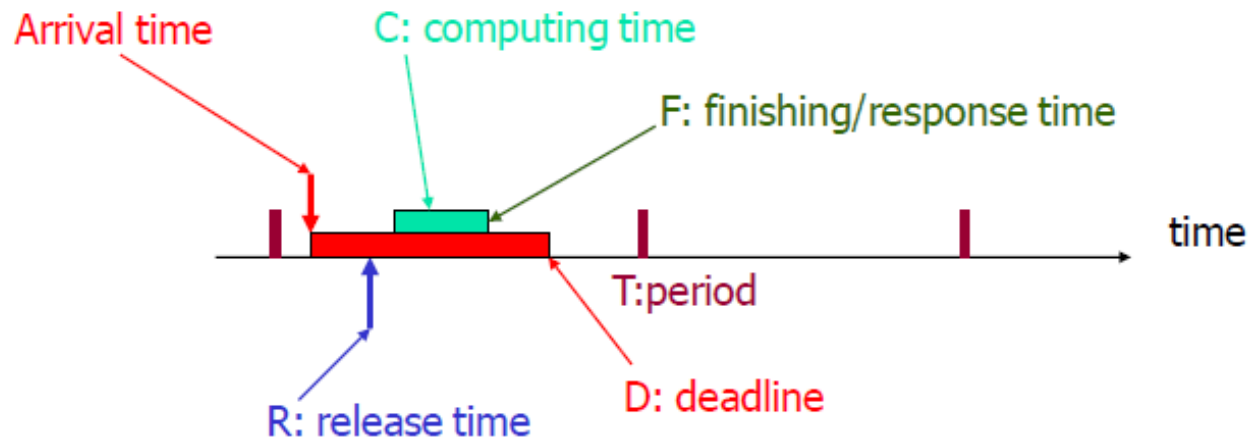 Arrival time
C: computing time
F: finishing/response time
time
T:period
D: deadline
R: release time